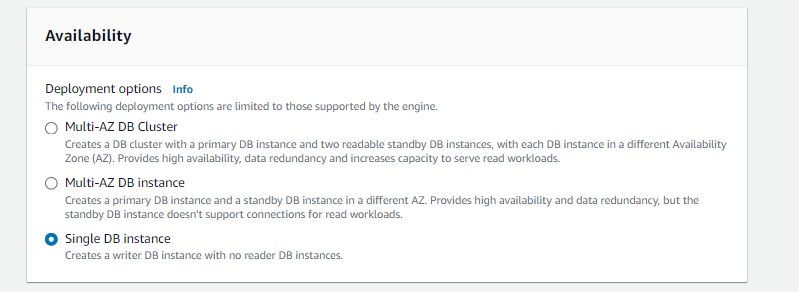 Availability
Deployment options Info
The following deployment options are limited to those supported by the engine.
Multi-AZ DB Cluster
Creates a DB cluster with a primary DB instance and two readable standby DB instances, with each DB instance in a different Availability
Zone (AZ). Provides high availability, data redundancy and increases capacity to serve read workloads.
Multi-AZ DB instance
Creates a primary DB instance and a standby DB instance in a different AZ. Provides high availability and data redundancy, but the
standby DB instance doesn't support connections for read workloads.
Single DB instance
Creates a writer DB instance with no reader DB instances.